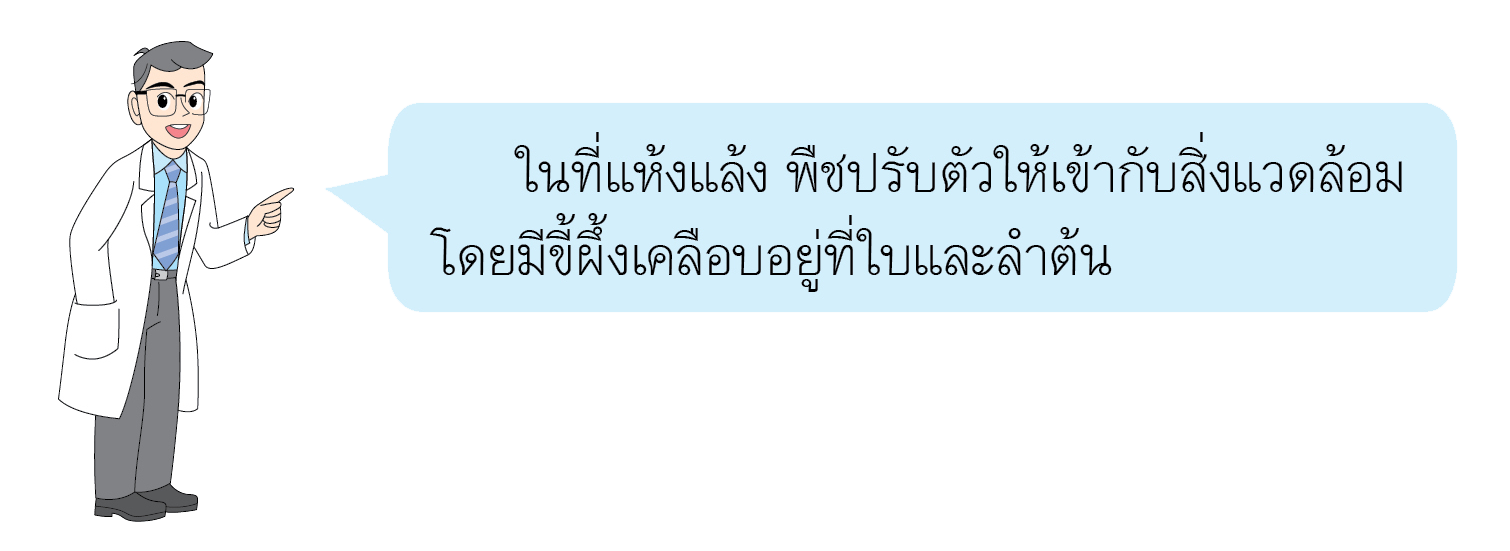 ในที่แห้งแล้ง พืชปรับตัวให้เข้ากับสิ่งแวดล้อม
โดยมีขี้ผึ้งเคลือบอยู่ที่ใบและลำต้น